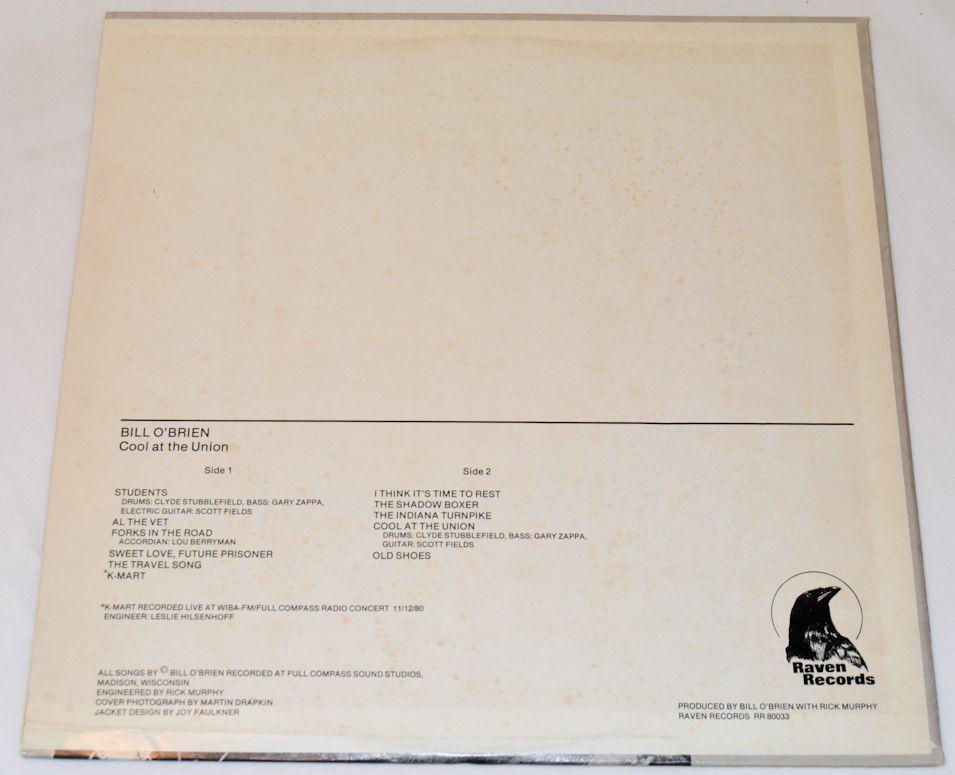 BILL O'BRIEN
Cool at the Union
Side 1
STUDENTS
DRUMS: CLYDE STUBBLEFIELD, BASS: GARY ZAPPA,
ELECTRIC GUITAR: SCOTT FIELDS
AL THE VET
FORKS IN THE ROAD
ACCORDIAN: LOU BERRYMAN
SWEET LOVE, FUTURE PRISONER
THE TRAVEL SONG
*K-MART
Side 2
I THINK IT'S TIME TO REST
THE SHADOW BOXER
THE INDIANA TURNPIKE
COOL AT THE UNION
DRUMS: CLYDE STUBBLEFIELD, BASS: GARY ZAPPA,
GUITAR: SCOTT FIELDS
OLD SHOES
*K-MART RECORDED LIVE AT WIBA-FM/FULL COMPASS RADIO CONCERT 11/12/80
ENGINEER: LESLIE HILSENHOFF
ALL SONGS BY © BILL O'BRIEN RECORDED AT FULL COMPASS SOUND STUDIOS,
MADISON, WISCONSIN
ENGINEERED BY RICK MURPHY
COVER PHOTOGRAPH BY MARTIN DRAPKIN
JACKET DESIGN BY JOY FAULKNER
Raven
Records
PRODUCED BY BILL O'BRIEN WITH RICK MURPHY
RAVEN RECORDS RR 80033